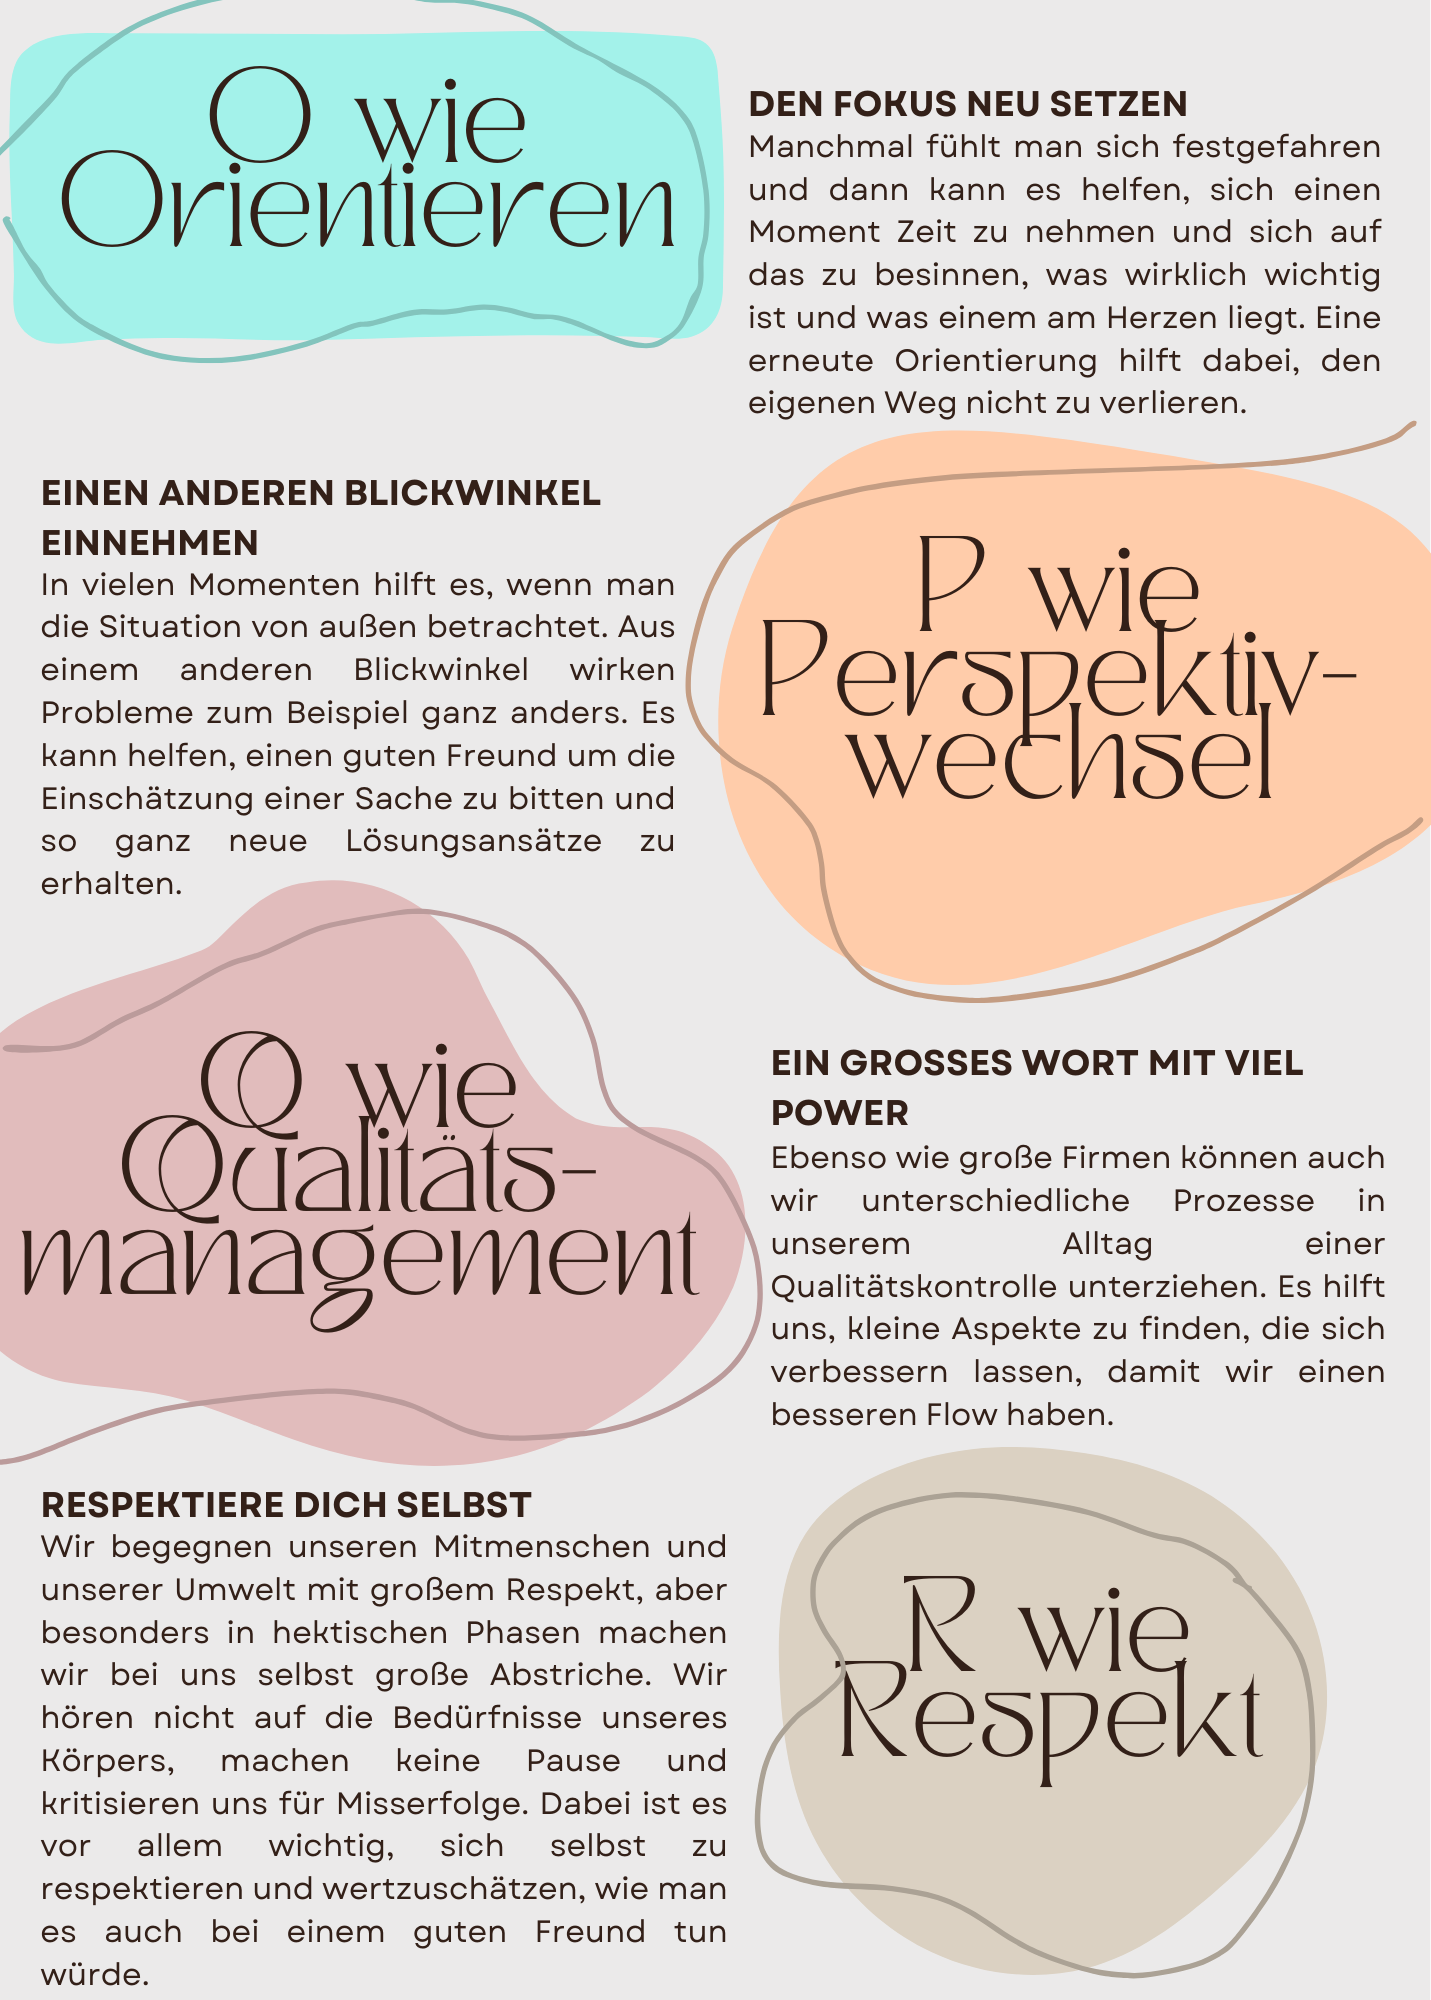 O wie
Orientieren
DEN FOKUS NEU SETZEN
Manchmal fühlt man sich festgefahren
und dann kann es helfen, sich einen
Moment Zeit zu nehmen und sich auf
das zu besinnen, was wirklich wichtig
ist und was einem am Herzen liegt. Eine
erneute Orientierung hilft dabei, den
eigenen Weg nicht zu verlieren.
EINEN ANDEREN BLICKWINKEL
EINNEHMEN
In vielen Momenten hilft es, wenn man
die Situation von außen betrachtet. Aus
einem anderen Blickwinkel wirken
Probleme zum Beispiel ganz anders. Es
kann helfen, einen guten Freund um die
Einschätzung einer Sache zu bitten und
so ganz neue Lösungsansätze zu
erhalten.
P wie
Perspektiv-
wechsel
Q wie
Qualitäts-
management
EIN GROSSES WORT MIT VIEL
POWER
Ebenso wie große Firmen können auch
wir unterschiedliche Prozesse in
unserem Alltag einer
Qualitätskontrolle unterziehen. Es hilft
uns, kleine Aspekte zu finden, die sich
verbessern lassen, damit wir einen
besseren Flow haben.
RESPEKTIERE DICH SELBST
Wir begegnen unseren Mitmenschen und
unserer Umwelt mit großem Respekt, aber
besonders in hektischen Phasen machen
wir bei uns selbst große Abstriche. Wir
hören nicht auf die Bedürfnisse unseres
Körpers, machen keine Pause und
kritisieren uns für Misserfolge. Dabei ist es
vor allem wichtig, sich selbst zu
respektieren und wertzuschätzen, wie man
es auch bei einem guten Freund tun
würde.
R wie
Respekt